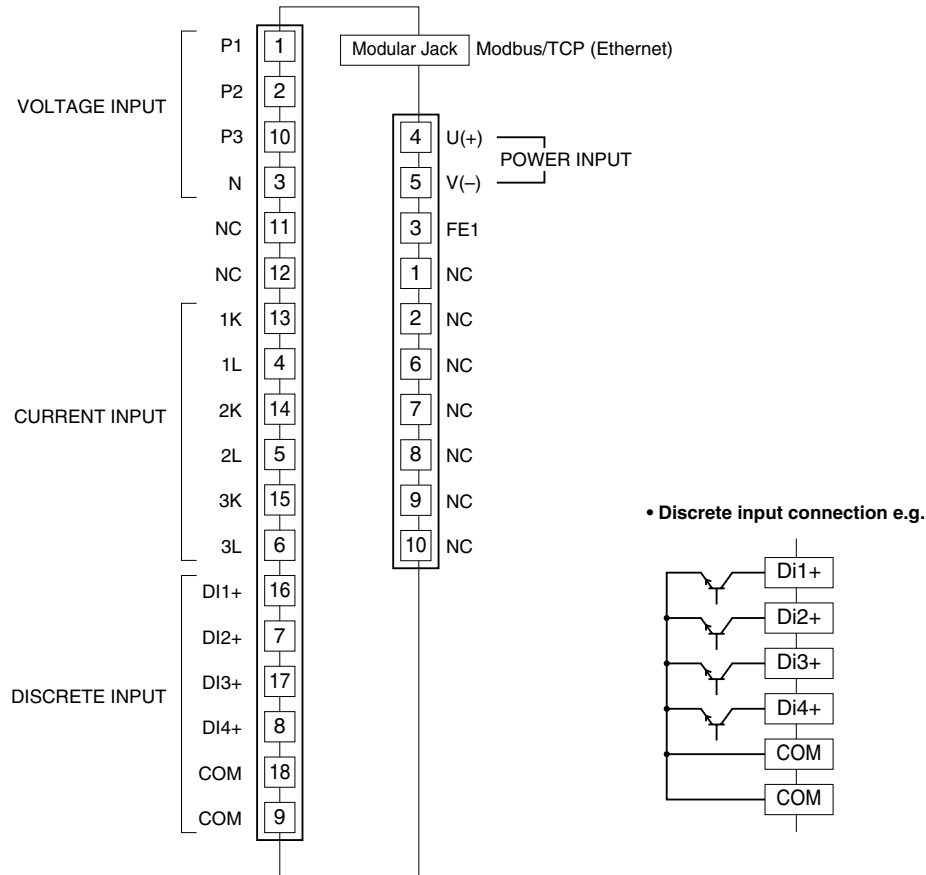 VOLTAGE INPUT
P1 1
P2 2
P3 10
N 3
NC 11
NC 12
CURRENT INPUT
1K 13
1L 4
2K 14
2L 5
3K 15
3L 6
DISCRETE INPUT
DI1+ 16
DI2+ 7
DI3+ 17
DI4+ 8
COM 18
COM 9
Modular Jack Modbus/TCP (Ethernet)
4 U(+)
POWER INPUT
5 V(–)
3 FE1
1 NC
2 NC
6 NC
7 NC
8 NC
9 NC
10 NC
• Discrete input connection e.g.
Di1+
Di2+
Di3+
Di4+
COM
COM